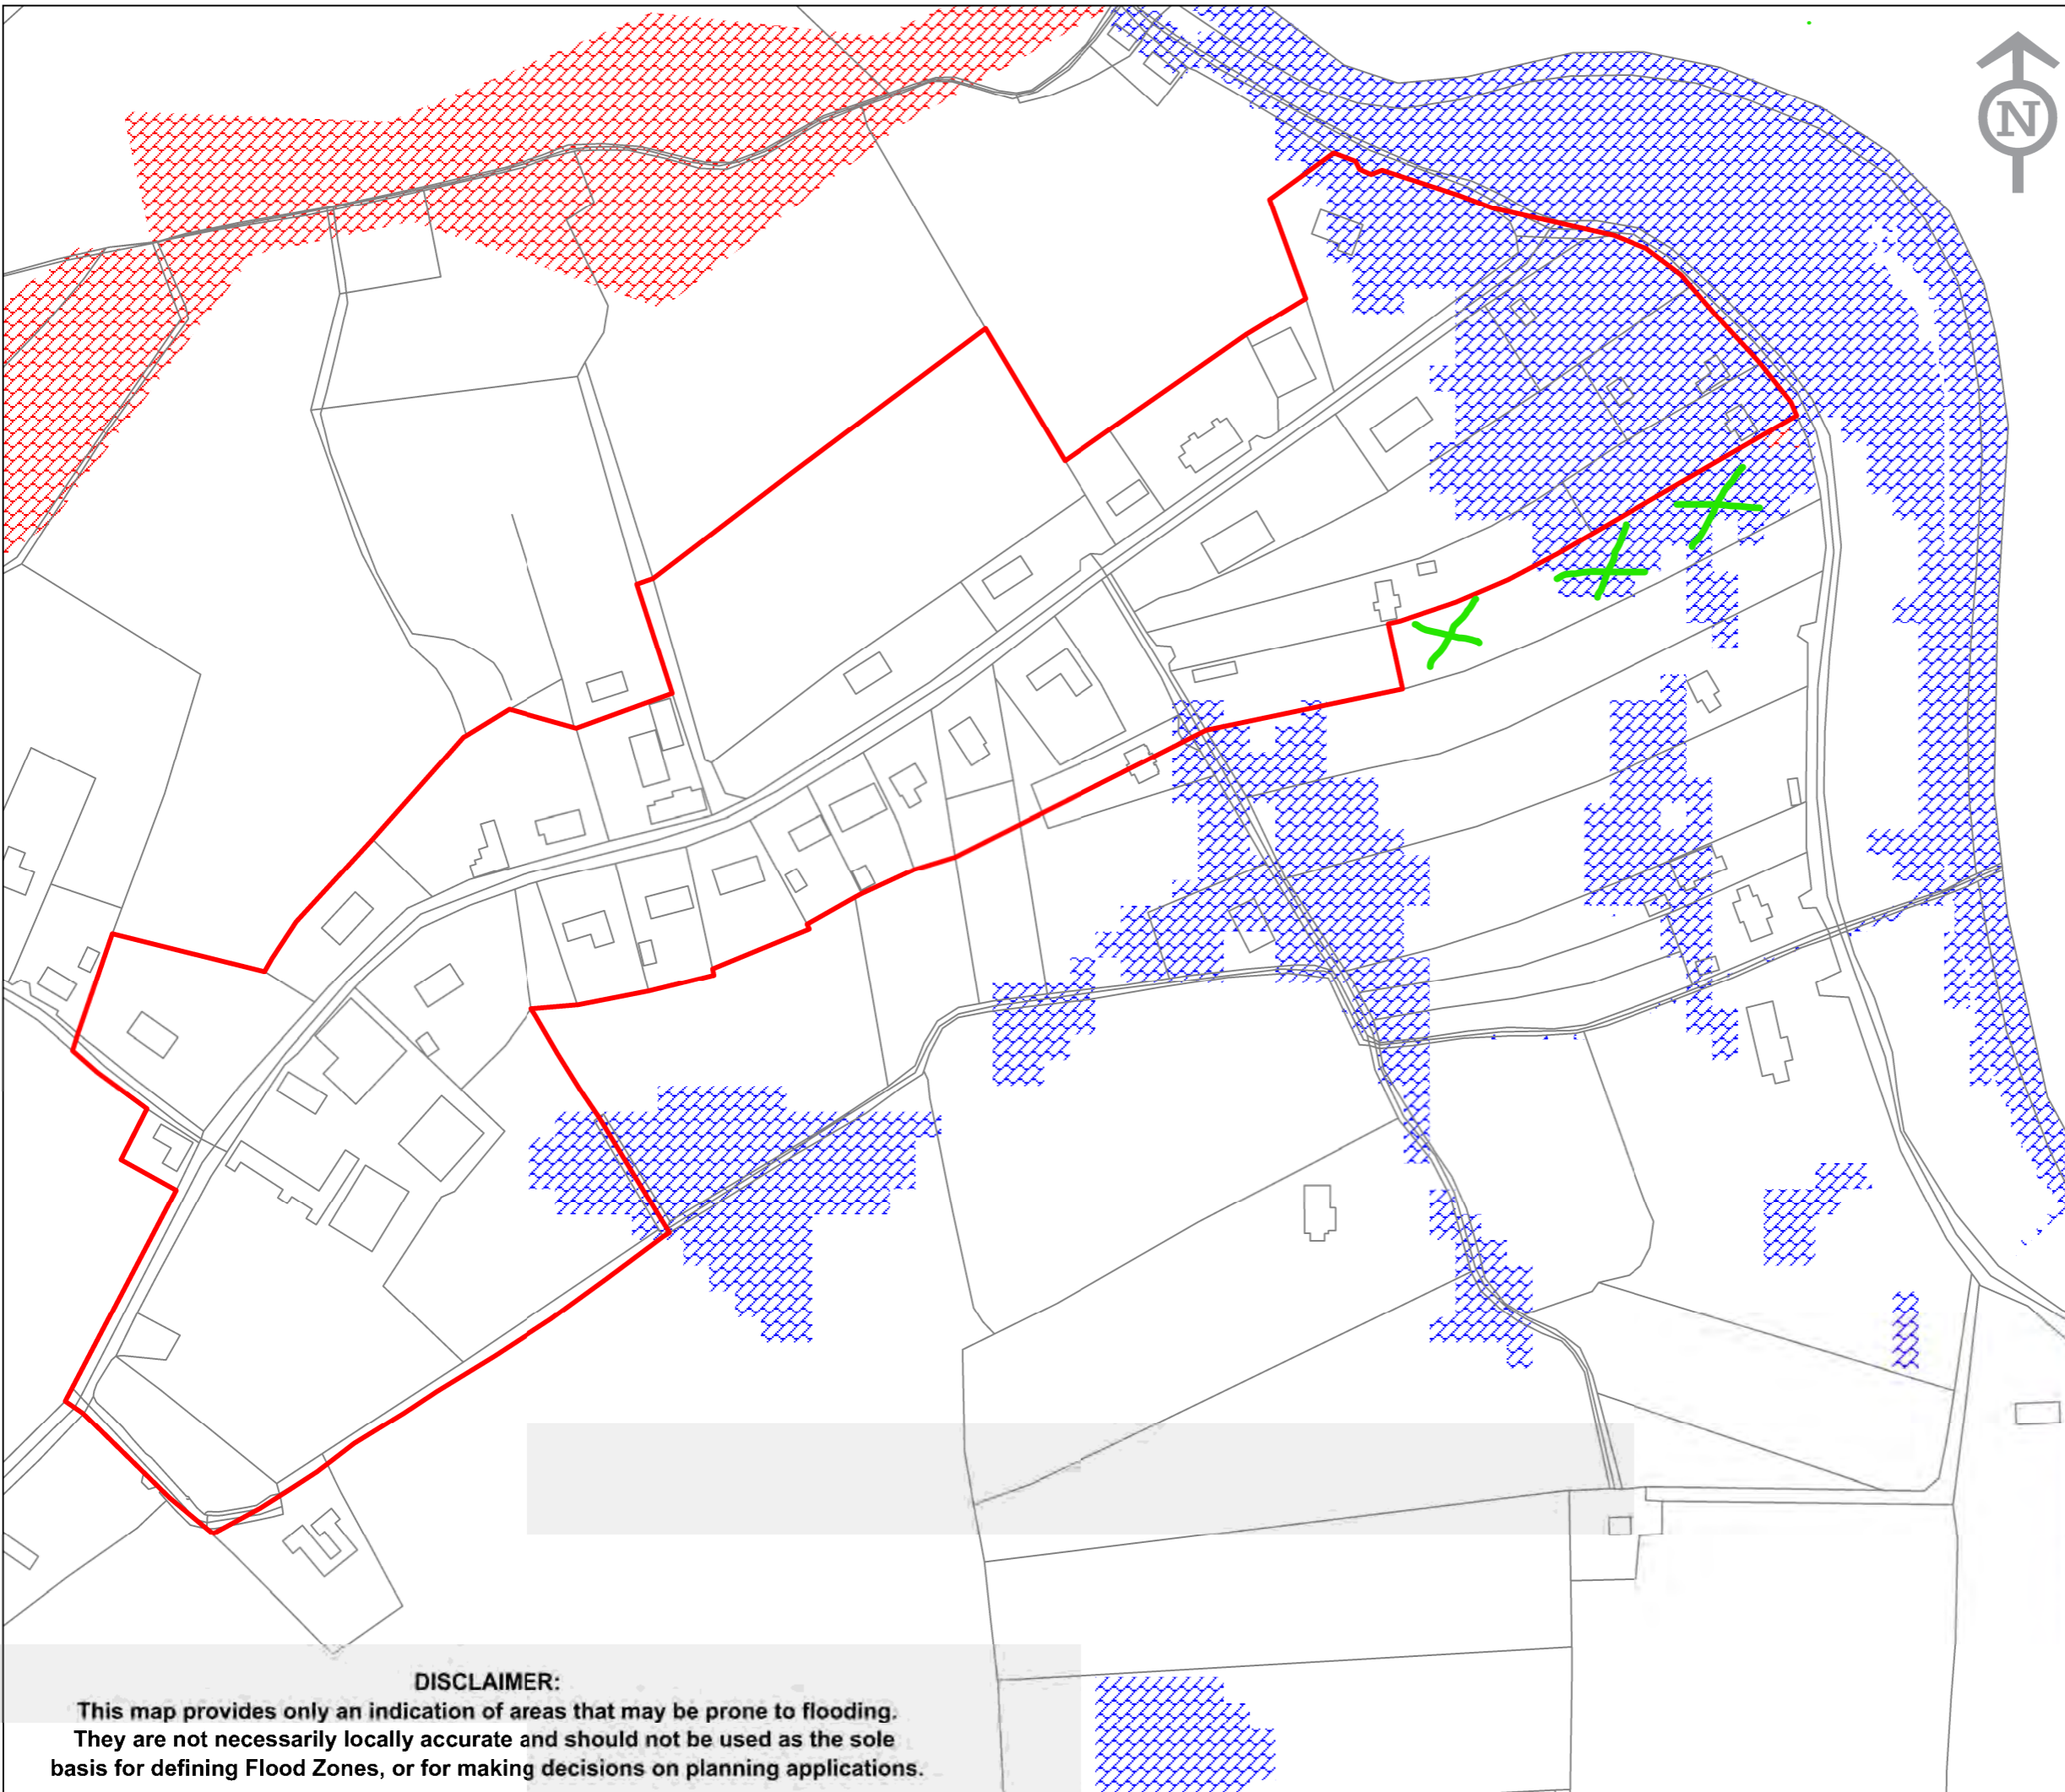 N
DISCLAIMER:
This map provides only an indication of areas that may be prone to flooding.
They are not necessarily locally accurate and should not be used as the sole
basis for defining Flood Zones, or for making decisions on planning applications.